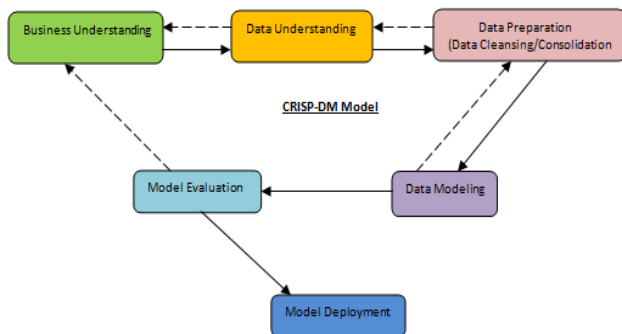 Business Understanding
Data Understanding
Data Preparation
(Data Cleansing/Consolidation
CRISP-DM Model
Model Evaluation
Data Modeling
Model Deployment